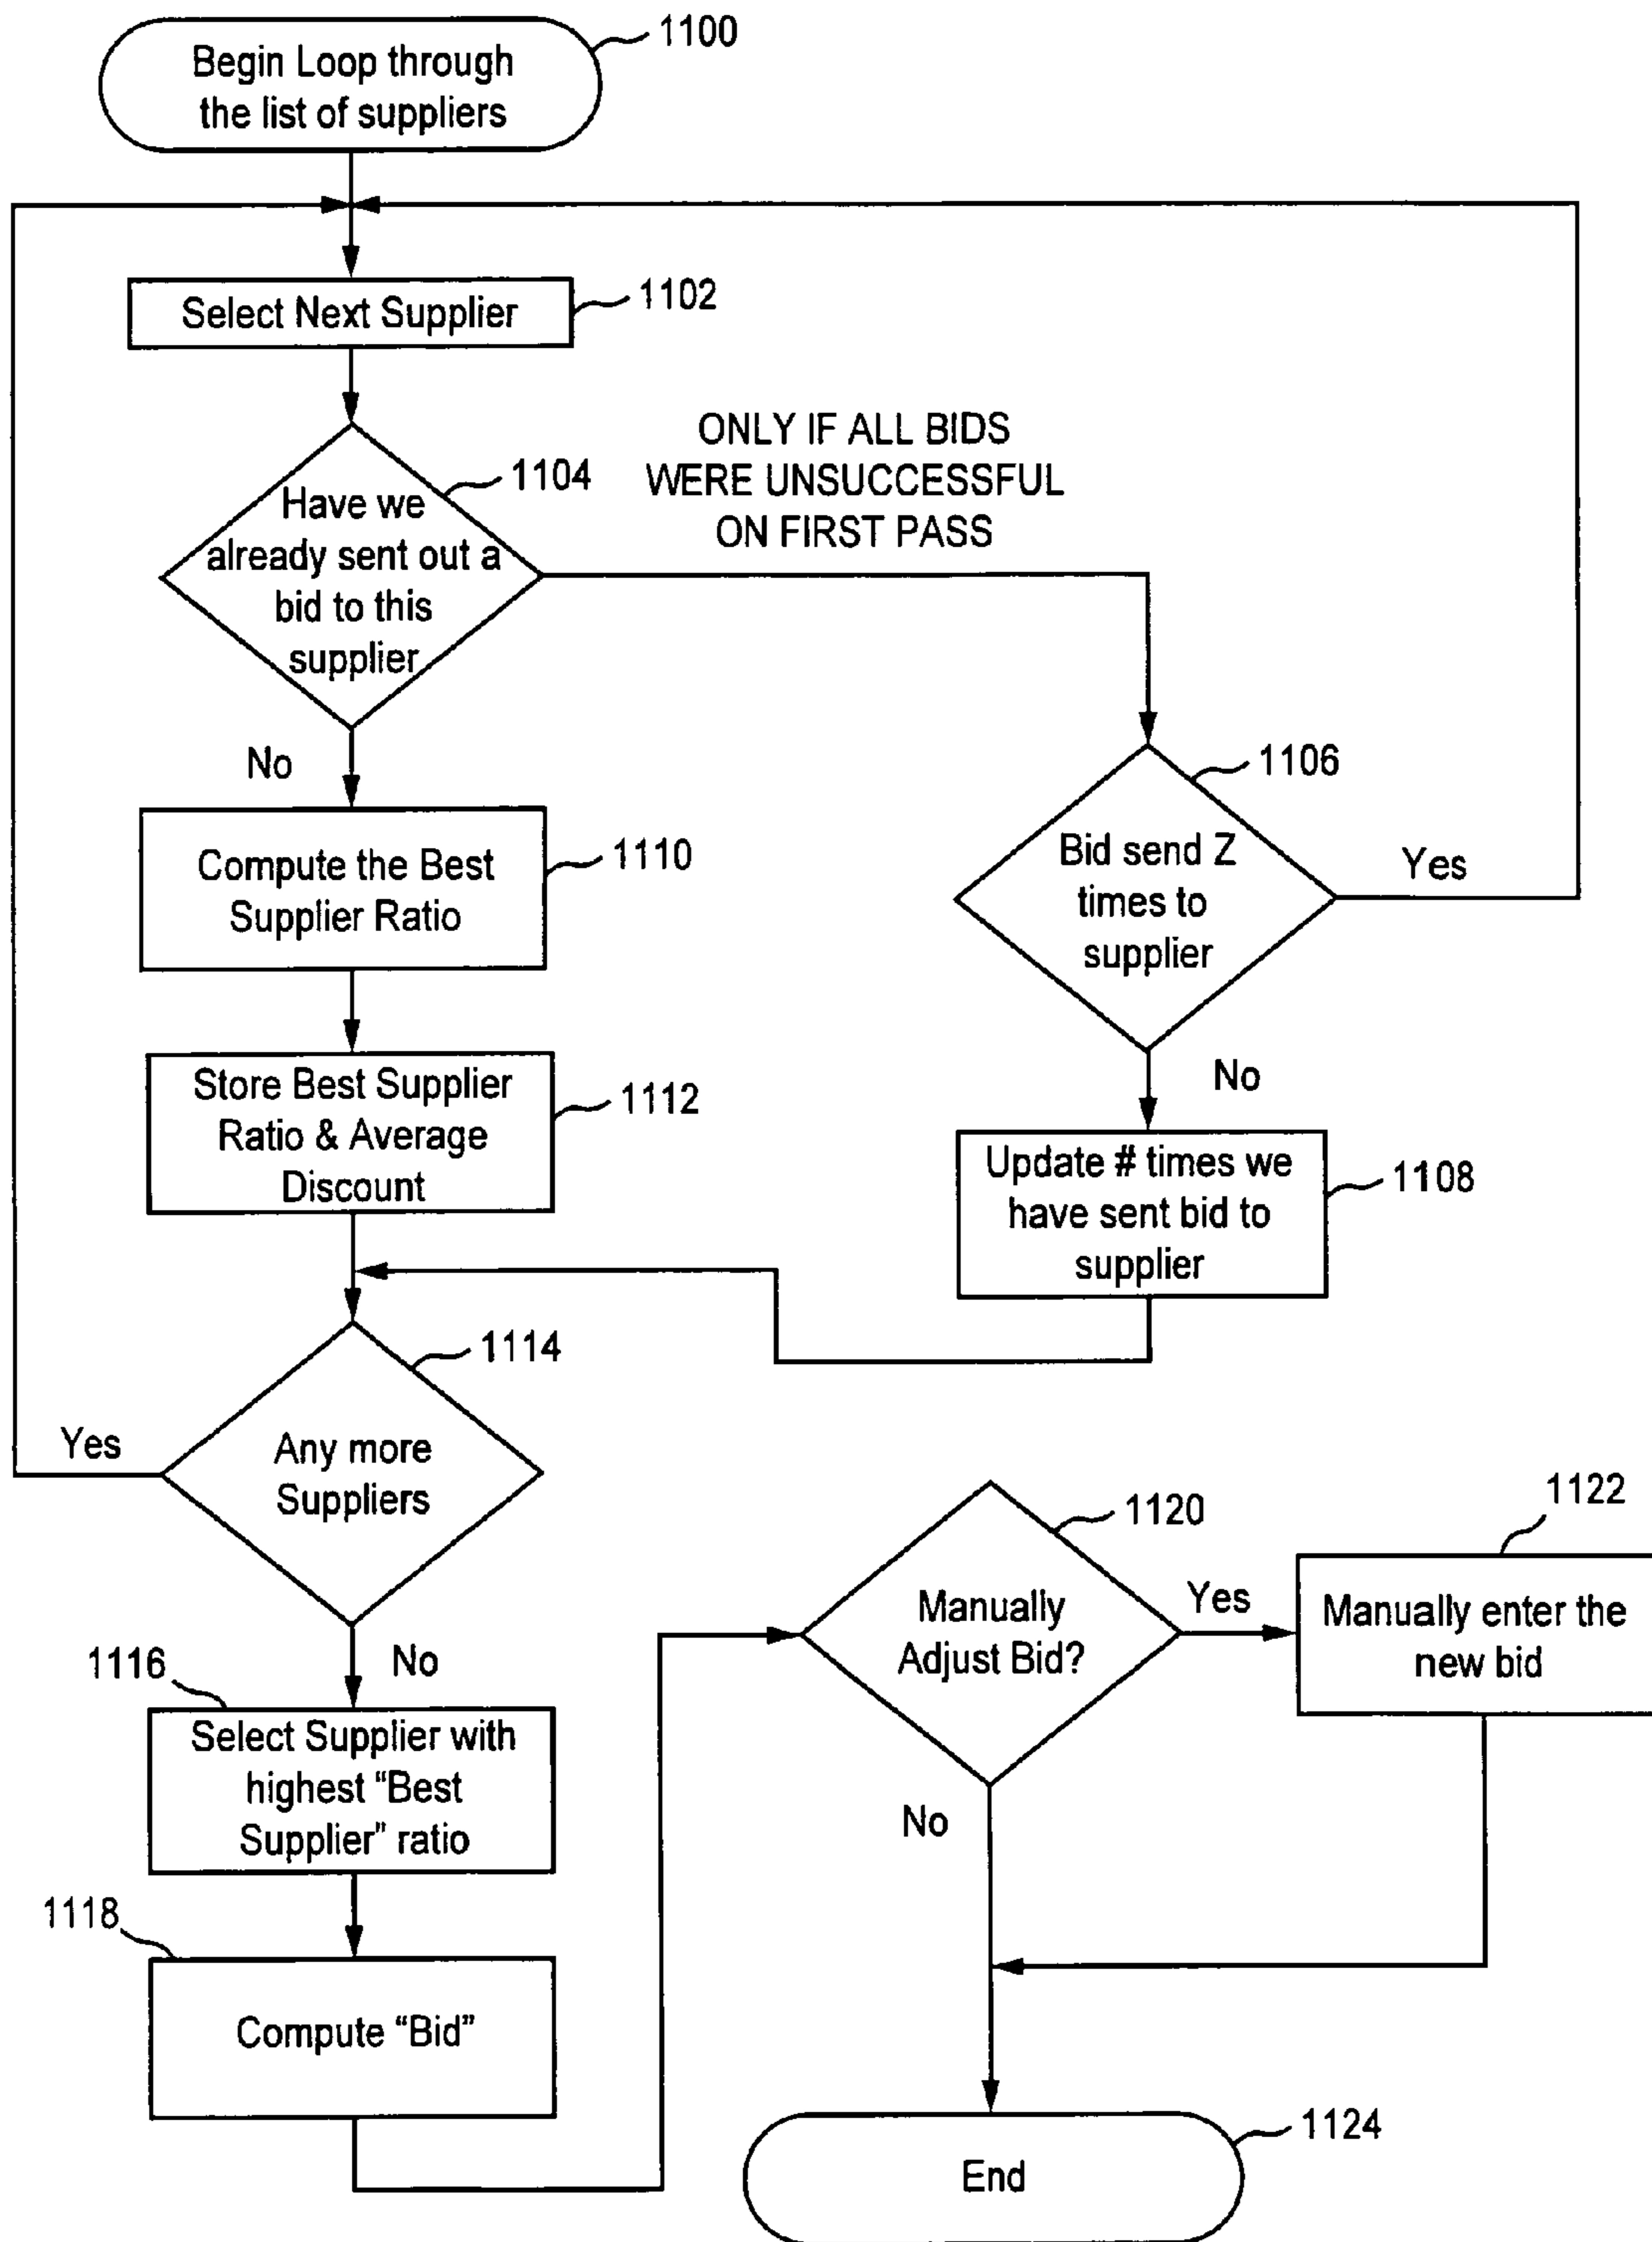 Begin Loop through
the list of suppliers
1100
Select Next Supplier
1102
ONLY IF ALL BIDS
WERE UNSUCCESSFUL
ON FIRST PASS
Have we
already sent out a
bid to this
supplier
1104
No
Bid send Z
times to
supplier
1106
Yes
No
Compute the Best
Supplier Ratio
1110
Store Best Supplier
Ratio & Average
Discount
1112
Update # times we
have sent bid to
supplier
1108
Any more
Suppliers
1114
Yes
No
1116
Select Supplier with
highest “Best
Supplier” ratio
1118
Compute “Bid”
Manually
Adjust Bid?
1120
Yes
No
1122
Manually enter the
new bid
End
1124